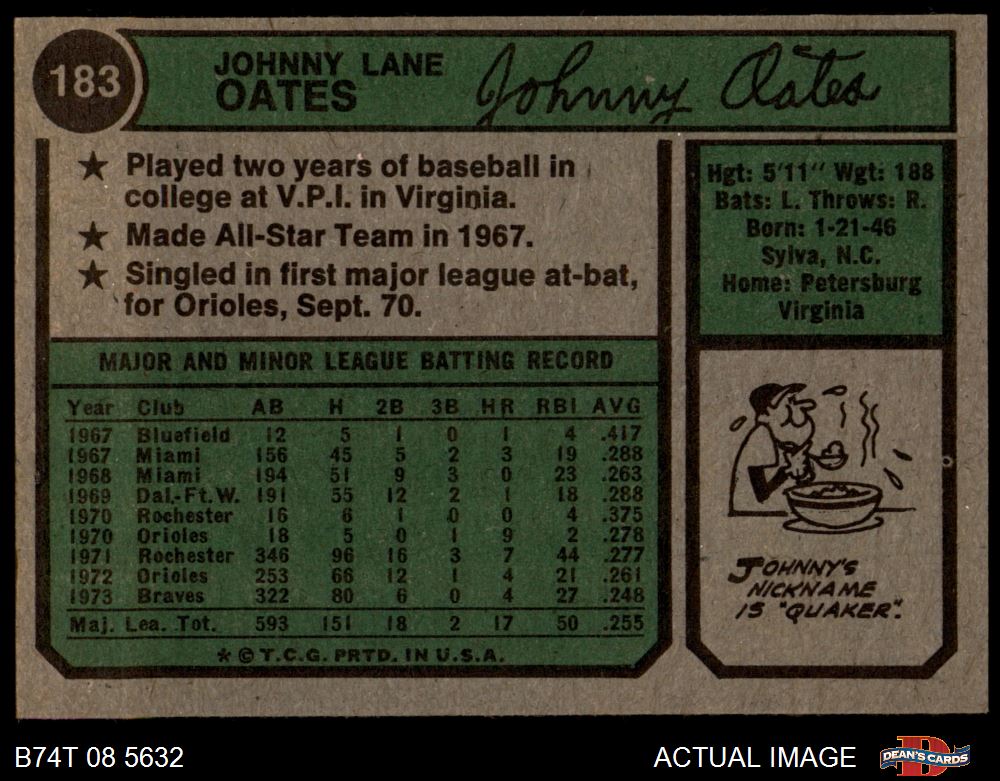 183
JOHNNY LANE
OATES
Johnny Oates
★ Played two years of baseball in
college at V.P.I. in Virginia.
★ Made All-Star Team in 1967.
★ Singled in first major league at-bat,
for Orioles, Sept. 70.
Hgt: 5'11'' Wgt: 188
Bats: L. Throws: R.
Born: 1-21-46
Sylva, N.C.
Home: Petersburg
Virginia
MAJOR AND MINOR LEAGUE BATTING RECORD
Year Club AB H 2B 3B HR RBI AVG
1967 Bluefield 12 5 1 0 1 4 .417
1967 Miami 156 45 5 2 3 19 .288
1968 Miami 194 51 9 3 0 23 .263
1969 Dal.-Ft.W. 191 55 12 2 1 18 .288
1970 Rochester 16 6 1 0 0 4 .375
1970 Orioles 18 5 0 1 9 2 .278
1971 Rochester 346 96 16 3 7 44 .277
1972 Orioles 253 66 12 1 4 21 .261
1973 Braves 322 80 6 0 4 27 .248
Maj. Lea. Tot. 593 151 18 2 17 50 .255
* © T.C.G. PRTD. IN U.S.A.
JOHNNY'S
NICKNAME
IS "QUAKER".
B74T 08 5632
ACTUAL IMAGE
DEAN'S CARDS